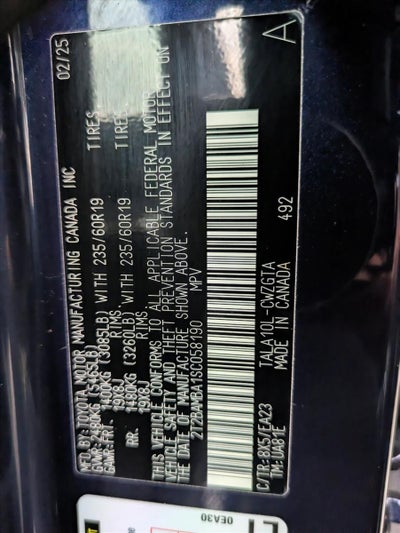 MFD. BY: TOYOTA MOTOR MANUFACTURING CANADA INC 02/25
GVWR: 2480KG (5465LB)
GAWR: FRT. 1400KG (3085LB) WITH 235/60R19 TIRES
19X8J RIMS
RR. 1480KG (3260LB) WITH 235/60R19 TIRES
19X8J RIMS
THIS VEHICLE CONFORMS TO ALL APPLICABLE FEDERAL MOTOR
VEHICLE SAFETY AND THEFT PREVENTION STANDARDS IN EFFECT ON
THE DATE OF MANUFACTURE SHOWN ABOVE.
2T2BAMBA1SC058190 MPV
C/TR:8X5/EA23 TALA10L-CWZGTA
TM:UA81E MADE IN CANADA 492 A
0EA30